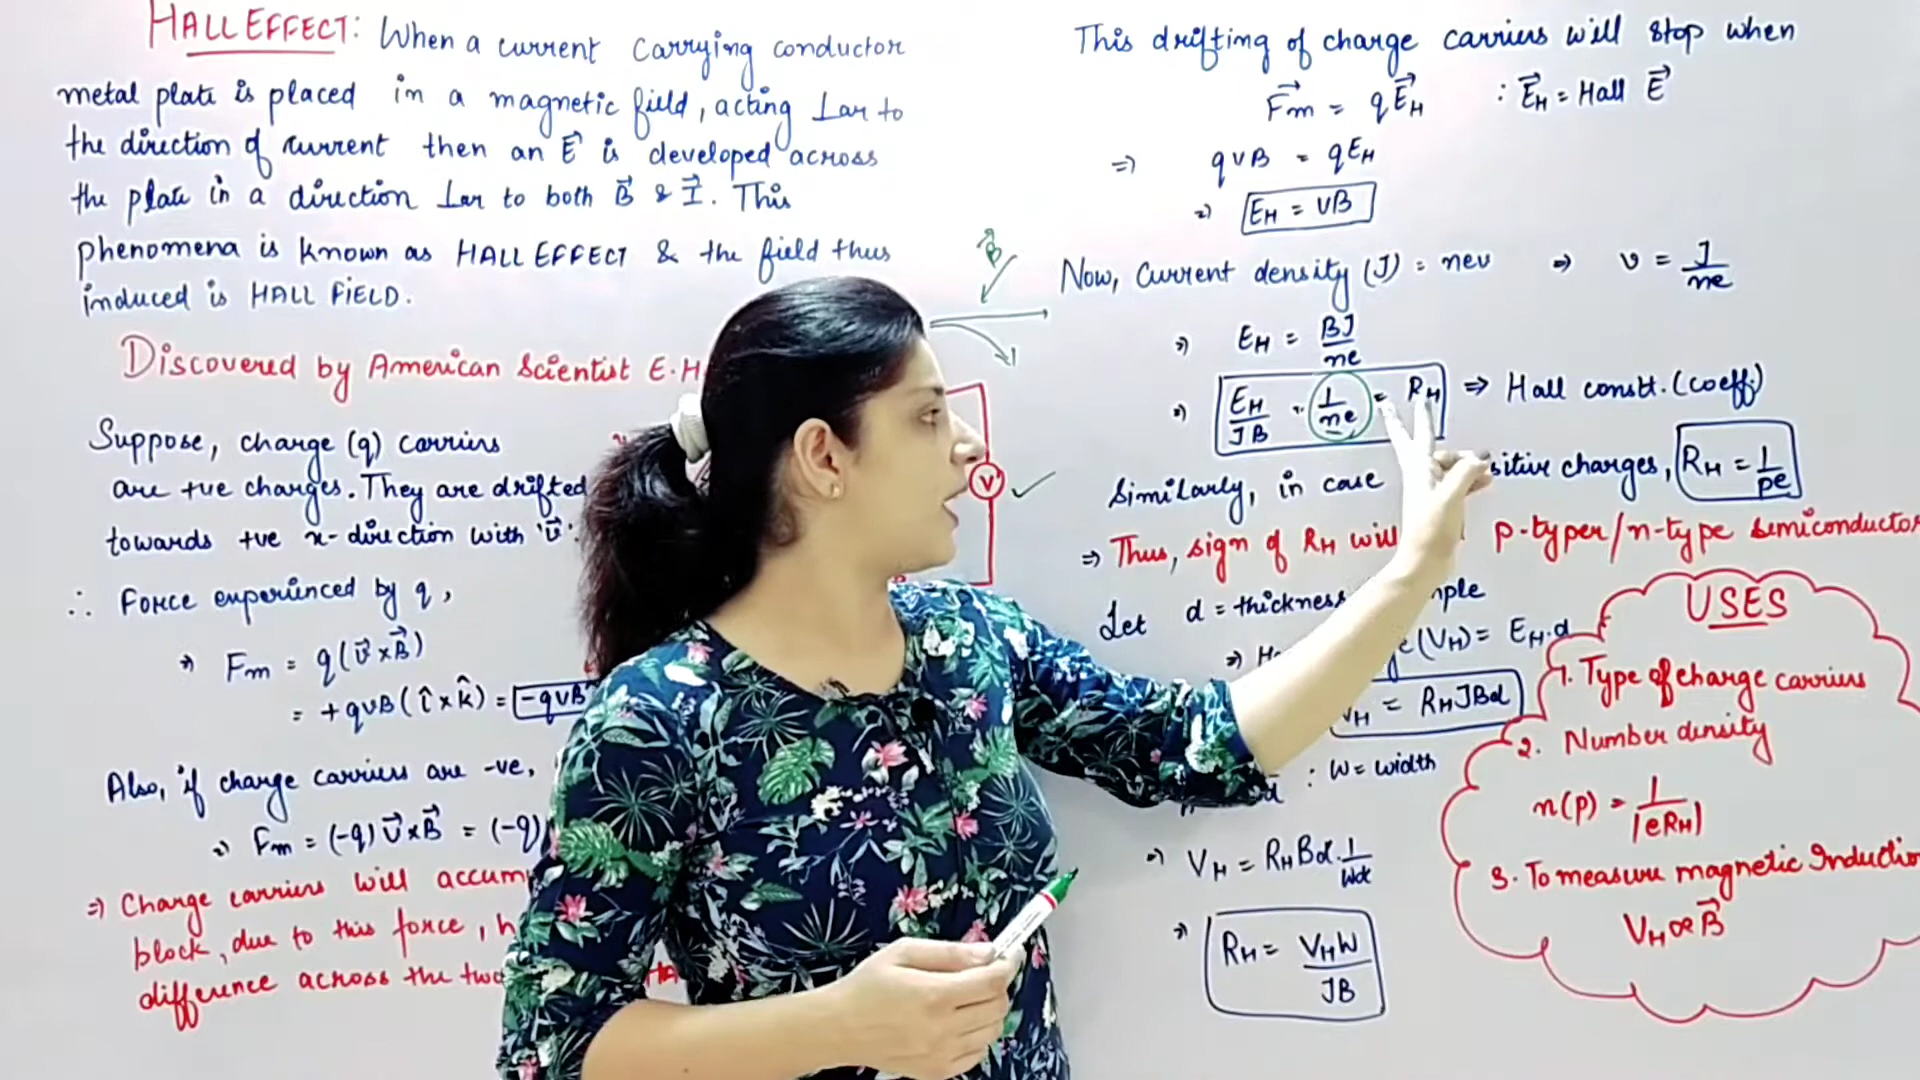 HALL EFFECT: When a current carrying conductor
metal plate is placed in a magnetic field, acting ⊥ar to
the direction of current then an E⃗ is developed across
the plate in a direction ⊥ar to both B⃗ & I⃗. This
phenomena is known as HALL EFFECT & the field thus
induced is HALL FIELD.
Discovered by American Scientist E.H
Suppose, charge (q) carriers
are +ve charges. They are drifted
towards +ve x-direction with 'v⃗'.
∴ Force experienced by q,
⇒ Fm = q(v⃗×B⃗)
= +qvB(î×k̂) = -qvB
Also, if charge carriers are -ve,
⇒ Fm = (-q) v⃗×B⃗ = (-q)
⇒ Charge carriers will accum
block, due to this force, h
difference across the two
B⃗
V
This drifting of charge carriers will stop when
F⃗m = qE⃗H : E⃗H = Hall E⃗
⇒ qvB = qEH
⇒ EH = vB
Now, Current density (J) = nev ⇒ v = J/ne
⇒ EH = BJ/ne
⇒ EH/JB = 1/ne = RH ⇒ Hall constt. (coeff)
Similarly, in case sitive charges, RH = 1/pe
⇒ Thus, sign of RH will p-typer/n-type semiconductor
Let d = thickness mple
⇒ H e (VH) = EH.d
VH = RHJBd
: W = width
⇒ VH = RHBd.1/Wd
⇒ RH = VHW/JB
USES
1. Type of charge carriers
2. Number density
n(p) = 1/|eRH|
3. To measure magnetic Inductio
VH α B⃗